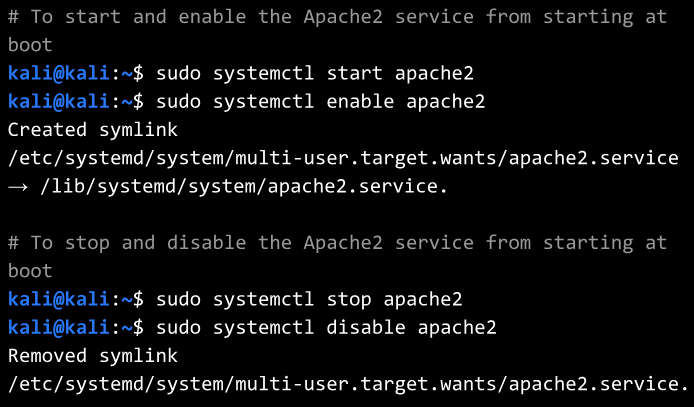 # To start and enable the Apache2 service from starting at
boot
kali@kali:~$ sudo systemctl start apache2
kali@kali:~$ sudo systemctl enable apache2
Created symlink
/etc/systemd/system/multi-user.target.wants/apache2.service
→ /lib/systemd/system/apache2.service.

# To stop and disable the Apache2 service from starting at
boot
kali@kali:~$ sudo systemctl stop apache2
kali@kali:~$ sudo systemctl disable apache2
Removed symlink
/etc/systemd/system/multi-user.target.wants/apache2.service.